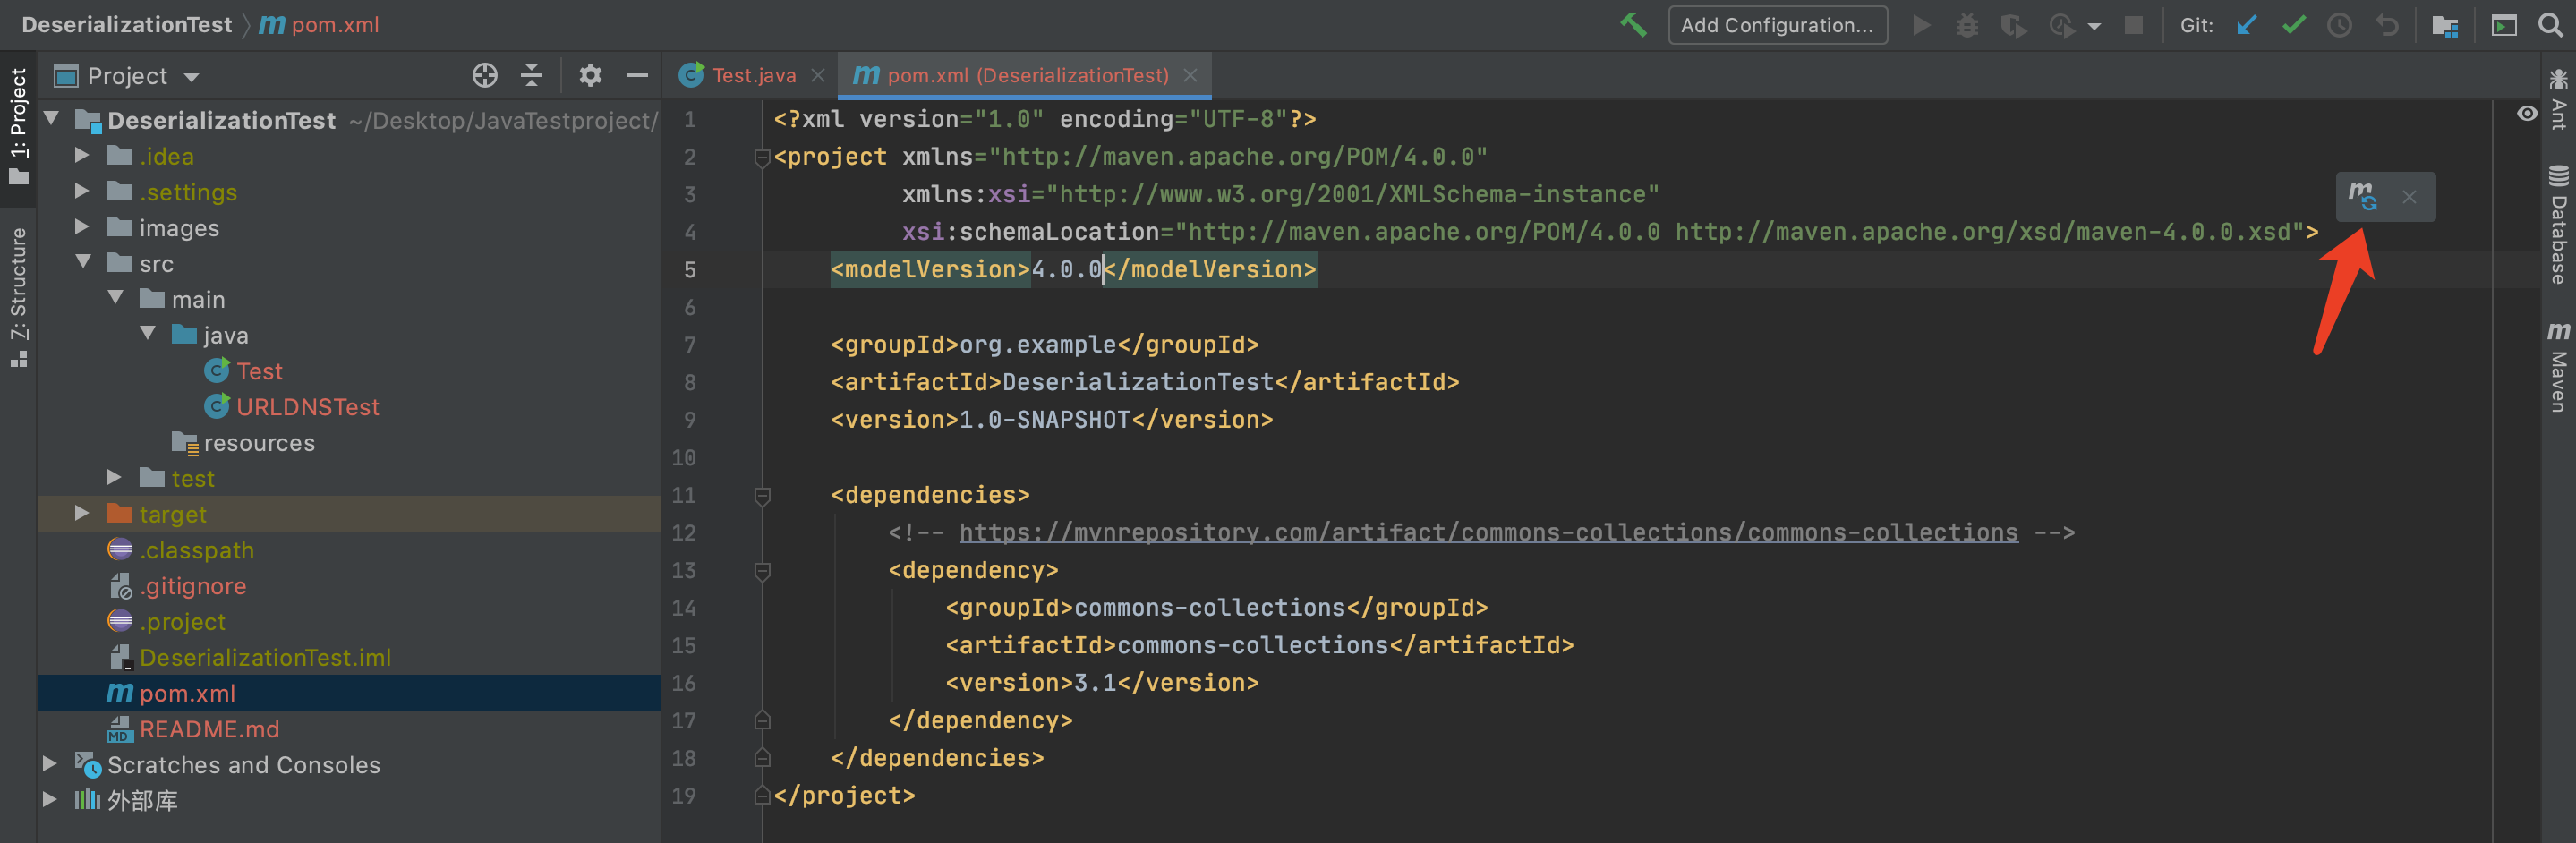 DeserializationTest pom.xml
Add Configuration...
Git:
1: Project
Z: Structure
Project
DeserializationTest ~/Desktop/JavaTestproject/
.idea
.settings
images
src
main
java
Test
URLDNSTest
resources
test
target
.classpath
.gitignore
.project
DeserializationTest.iml
pom.xml
README.md
Scratches and Consoles
外部库
Test.java
pom.xml (DeserializationTest)
1 <?xml version="1.0" encoding="UTF-8"?>
2 <project xmlns="http://maven.apache.org/POM/4.0.0"
3 xmlns:xsi="http://www.w3.org/2001/XMLSchema-instance"
4 xsi:schemaLocation="http://maven.apache.org/POM/4.0.0 http://maven.apache.org/xsd/maven-4.0.0.xsd">
5 <modelVersion>4.0.0</modelVersion>
6
7 <groupId>org.example</groupId>
8 <artifactId>DeserializationTest</artifactId>
9 <version>1.0-SNAPSHOT</version>
10
11 <dependencies>
12 <!-- https://mvnrepository.com/artifact/commons-collections/commons-collections -->
13 <dependency>
14 <groupId>commons-collections</groupId>
15 <artifactId>commons-collections</artifactId>
16 <version>3.1</version>
17 </dependency>
18 </dependencies>
19 </project>
Ant
Database
Maven